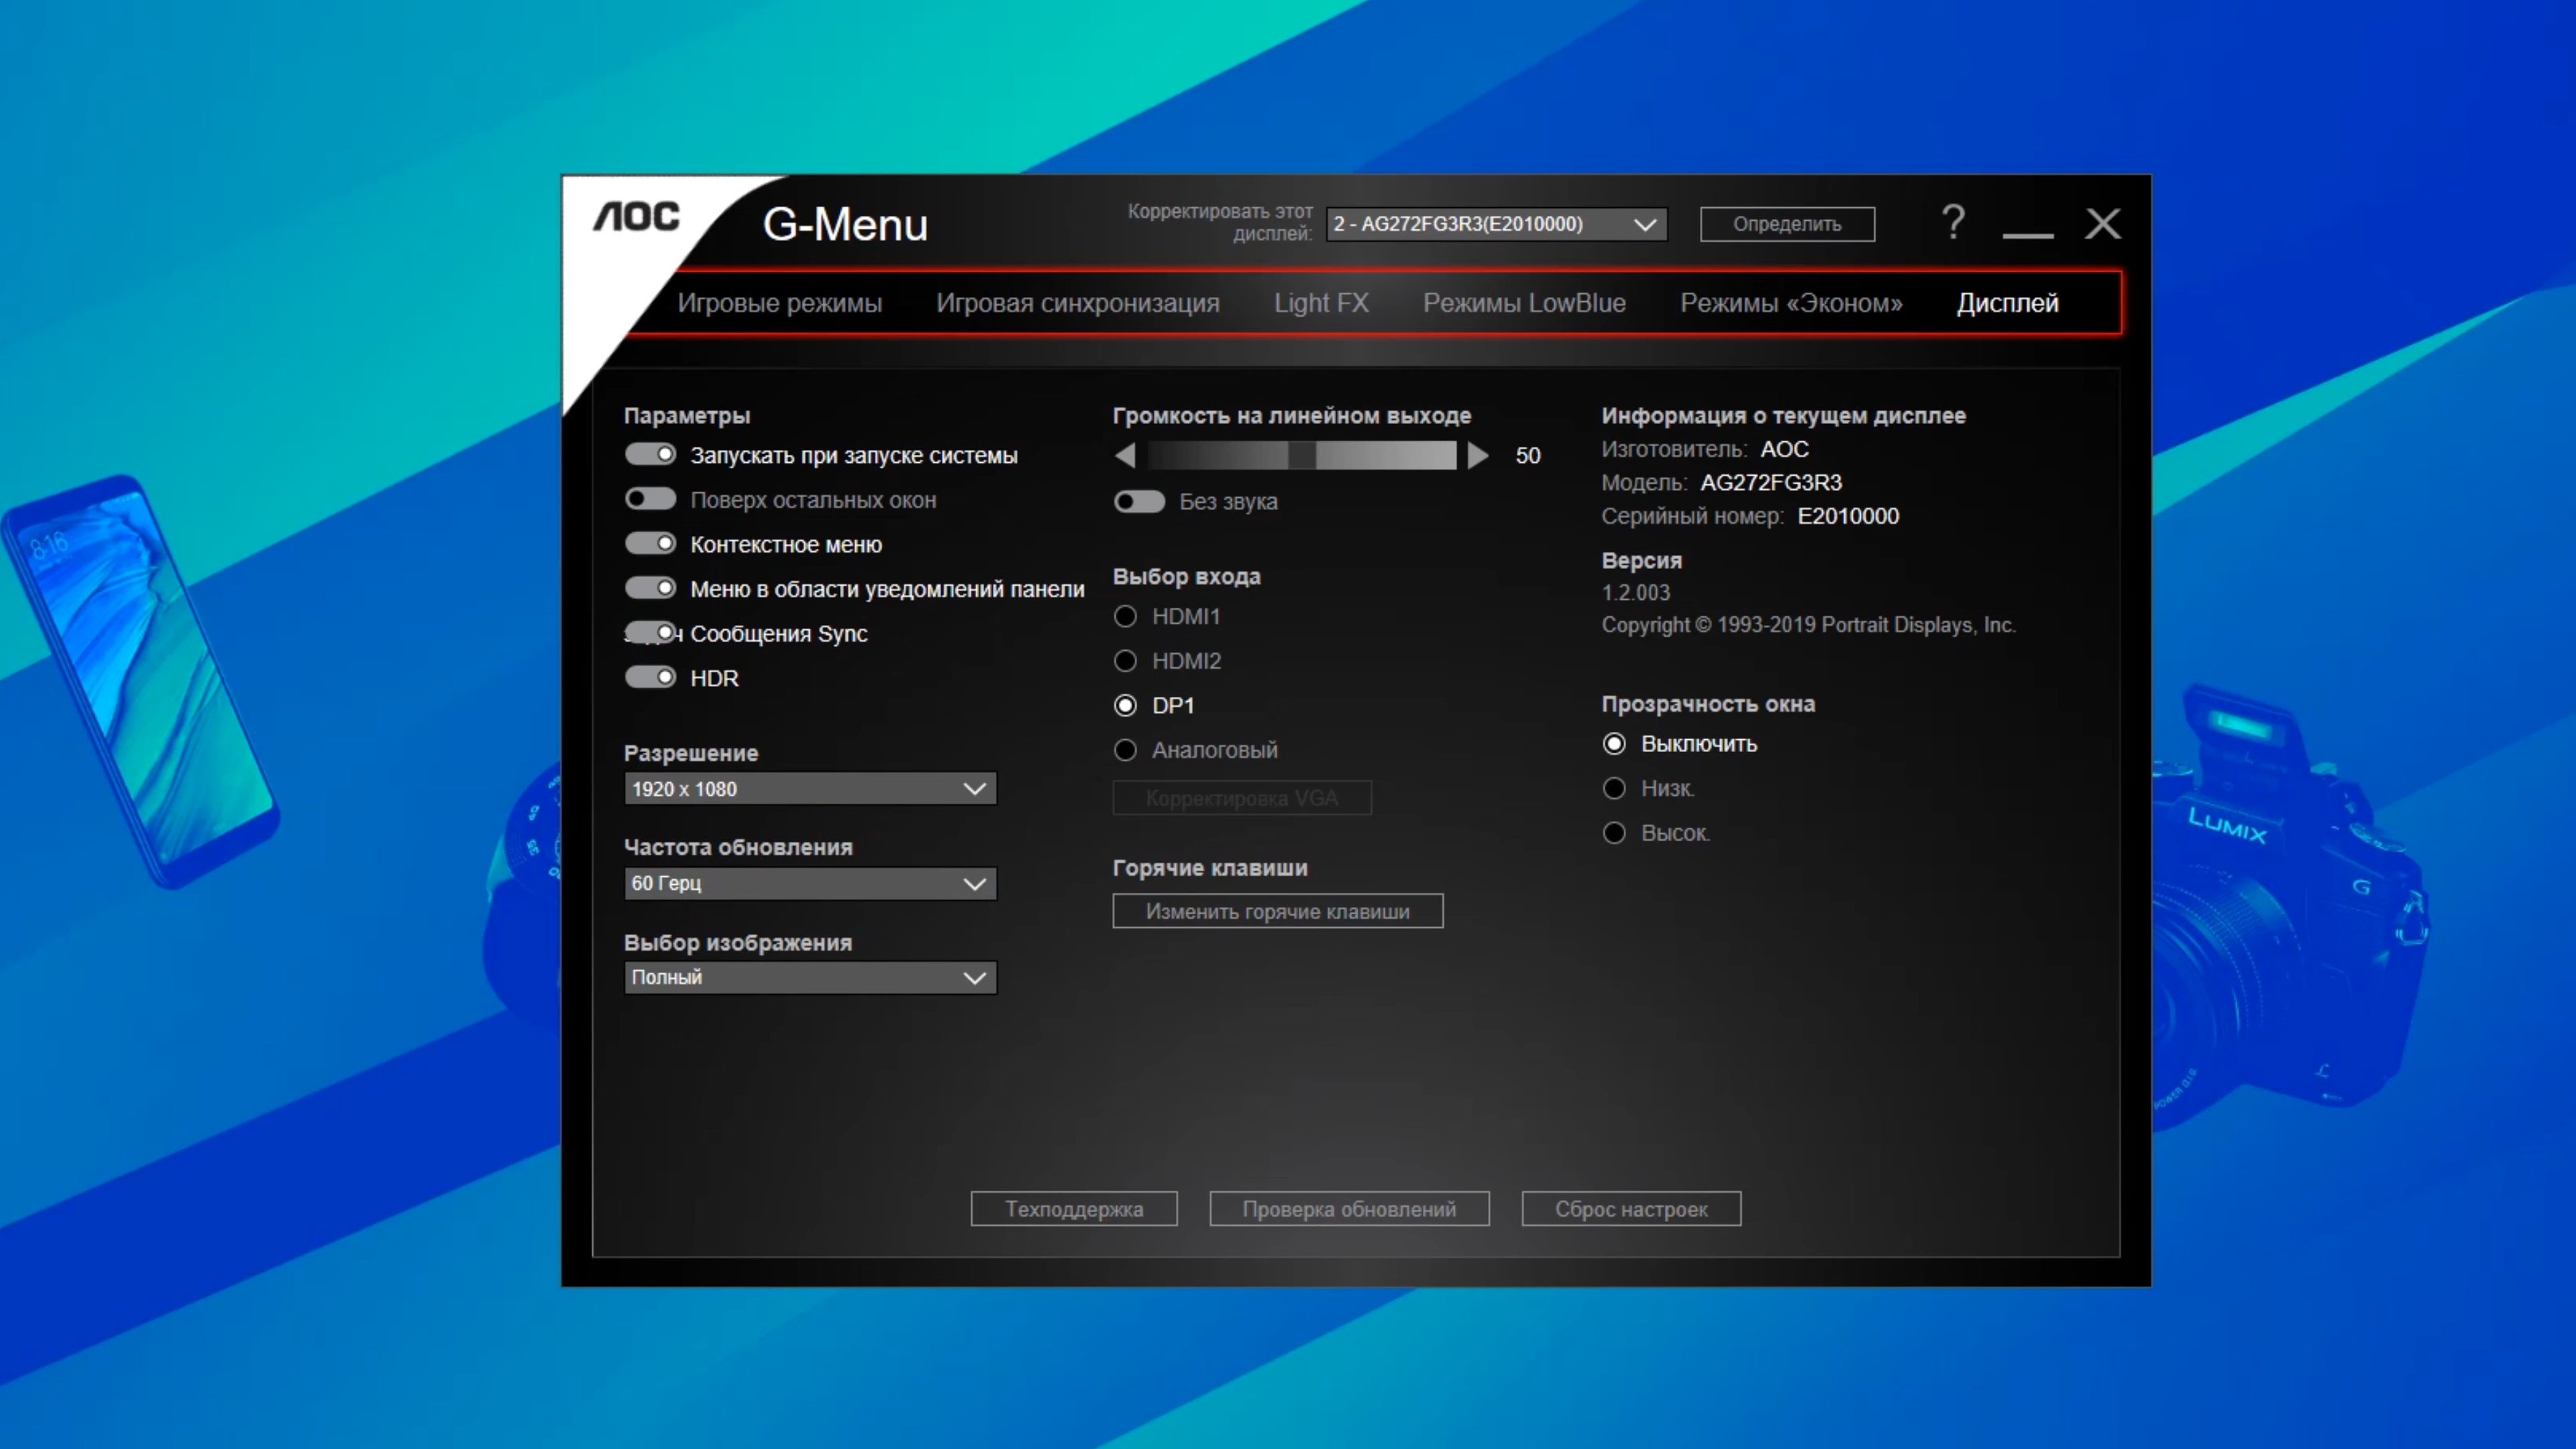 AOC
G-Menu
Корректировать этот
дисплей:
2 - AG272FG3R3(E2010000)
Определить
?
Игровые режимы
Игровая синхронизация
Light FX
Режимы LowBlue
Режимы «Эконом»
Дисплей
Параметры
Запускать при запуске системы
Поверх остальных окон
Контекстное меню
Меню в области уведомлений панели
Сообщения Sync
HDR
Разрешение
1920 x 1080
Частота обновления
60 Герц
Выбор изображения
Полный
Громкость на линейном выходе
50
Без звука
Выбор входа
HDMI1
HDMI2
DP1
Аналоговый
Корректировка VGA
Горячие клавиши
Изменить горячие клавиши
Информация о текущем дисплее
Изготовитель: AOC
Модель: AG272FG3R3
Серийный номер: E2010000
Версия
1.2.003
Copyright © 1993-2019 Portrait Displays, Inc.
Прозрачность окна
Выключить
Низк.
Высок.
Техподдержка
Проверка обновлений
Сброс настроек
8:16
LUMIX
G
POWER O.I.S.